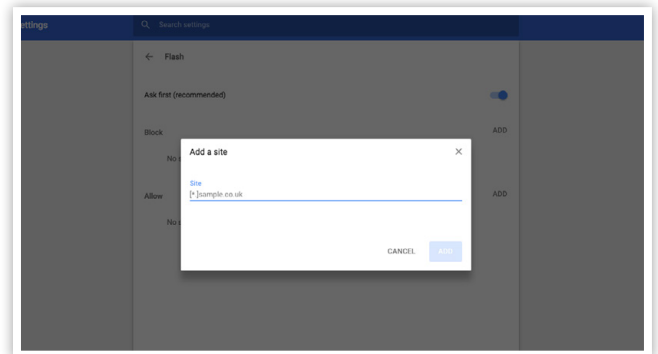 ettings
Search settings
Flash
Ask first (recommended)
Block
ADD
No s
Add a site
Site
[*.]sample.co.uk
Allow
ADD
No s
CANCEL
ADD